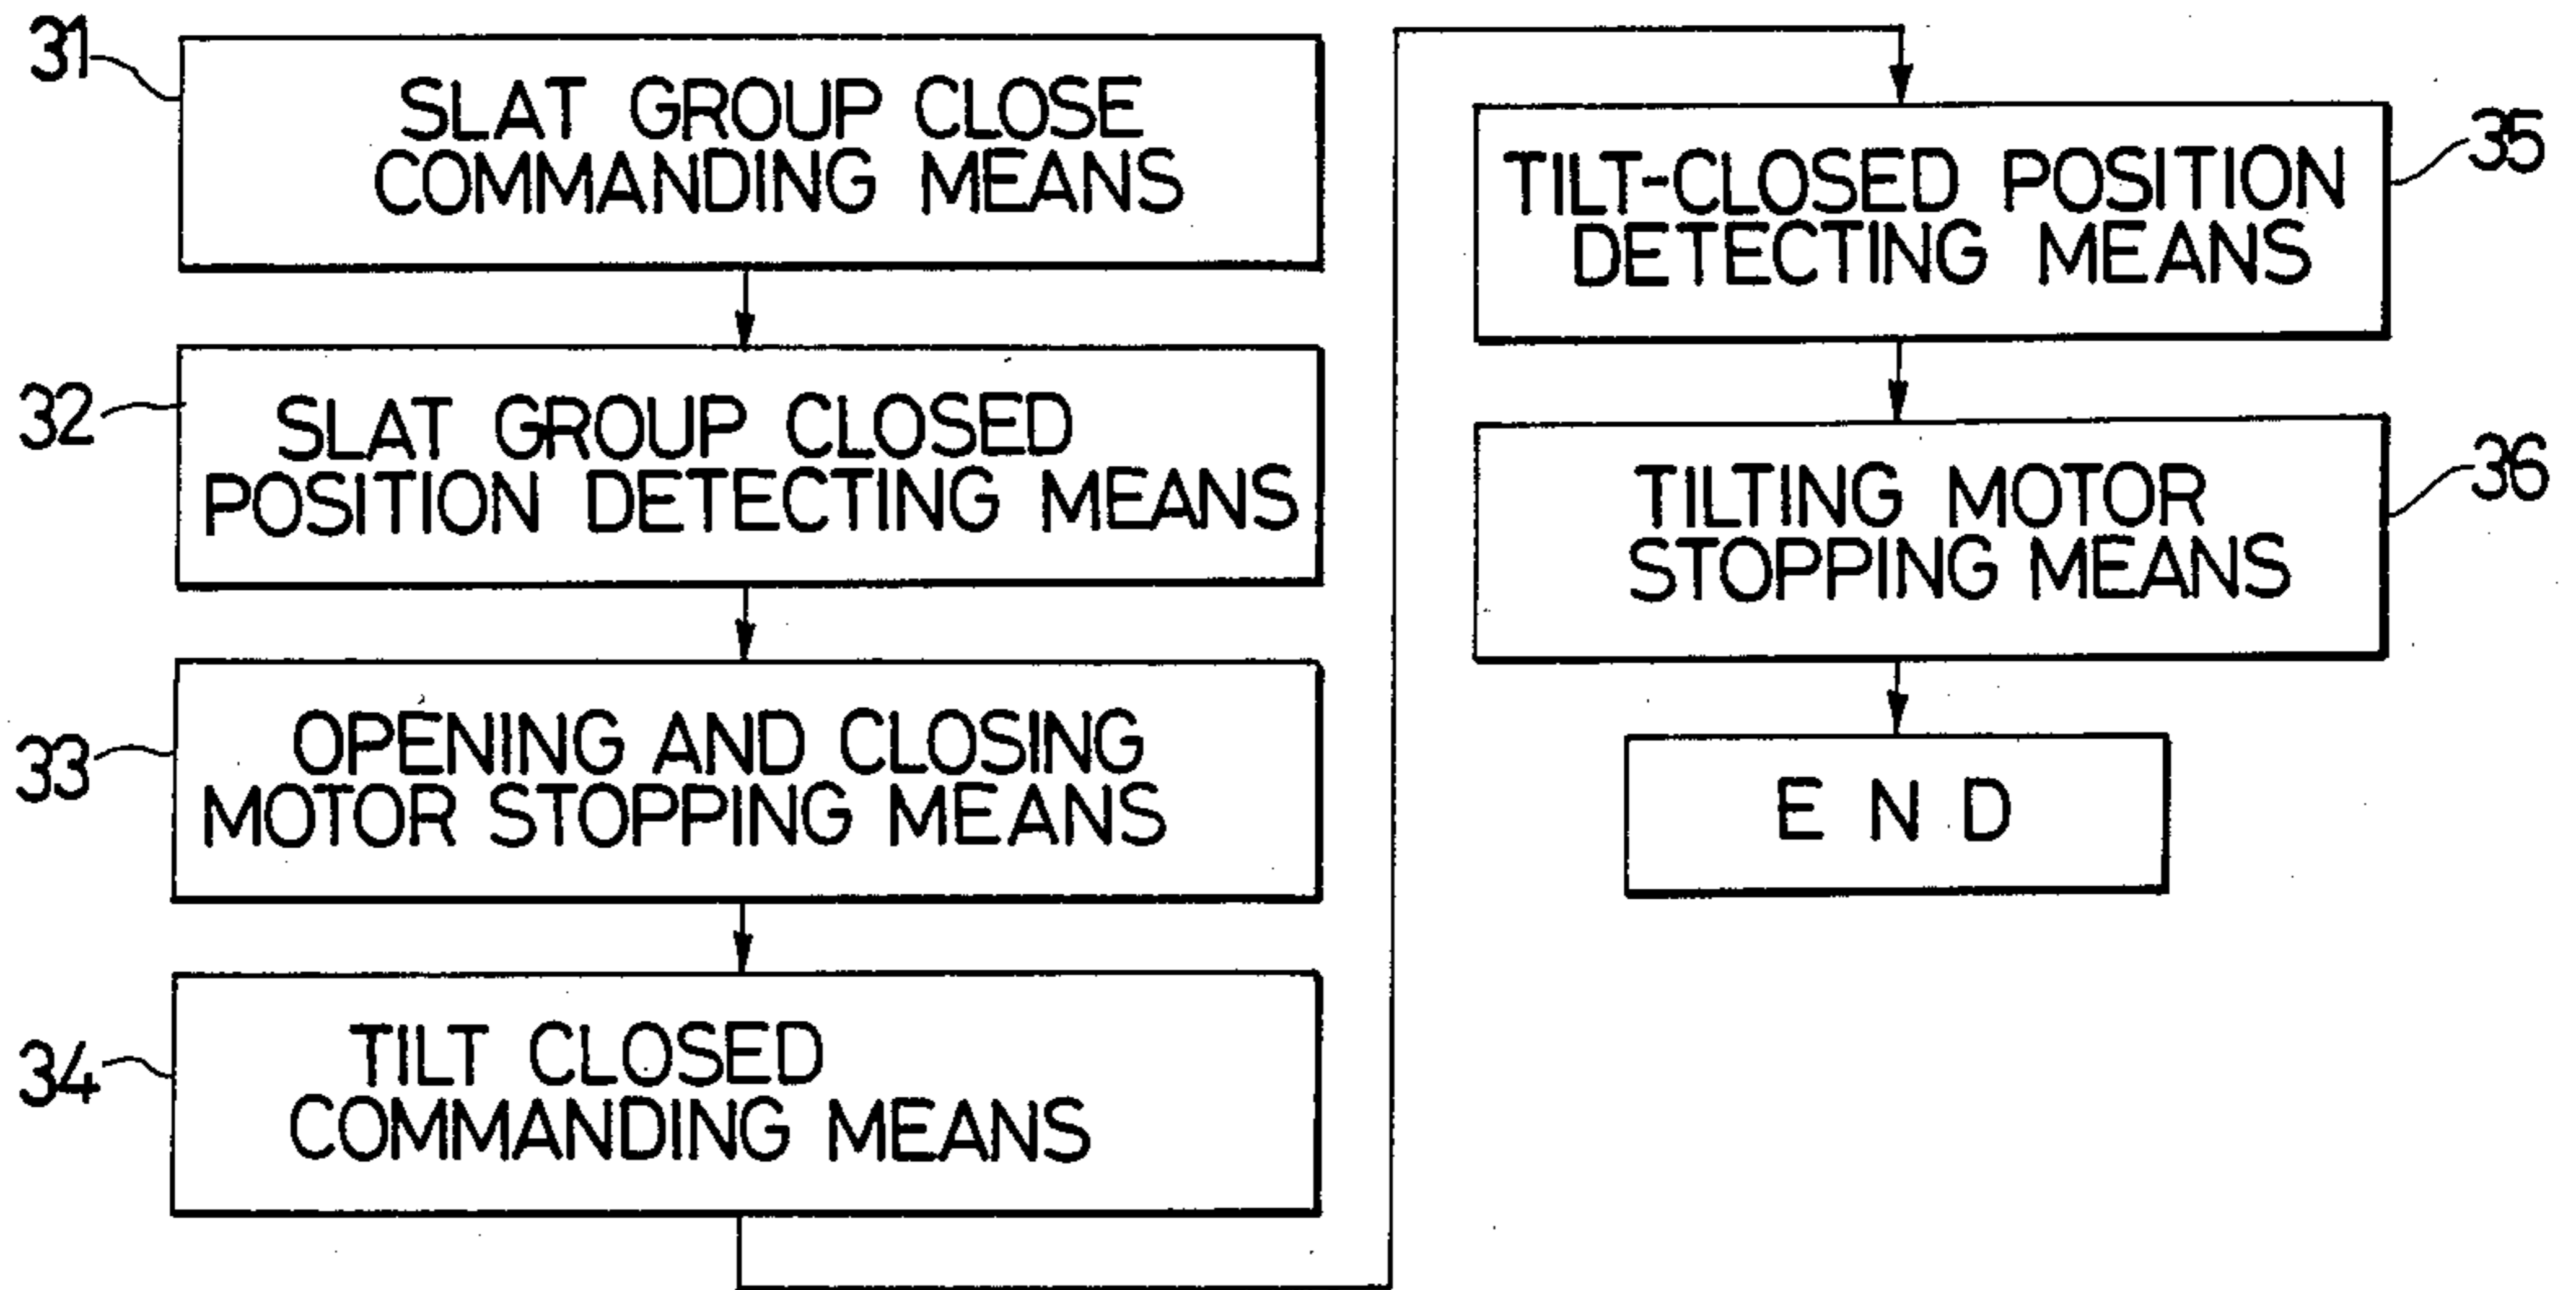 31
SLAT GROUP CLOSE
COMMANDING MEANS
32
SLAT GROUP CLOSED
POSITION DETECTING MEANS
33
OPENING AND CLOSING
MOTOR STOPPING MEANS
34
TILT CLOSED
COMMANDING MEANS
35
TILT-CLOSED POSITION
DETECTING MEANS
36
TILTING MOTOR
STOPPING MEANS
END